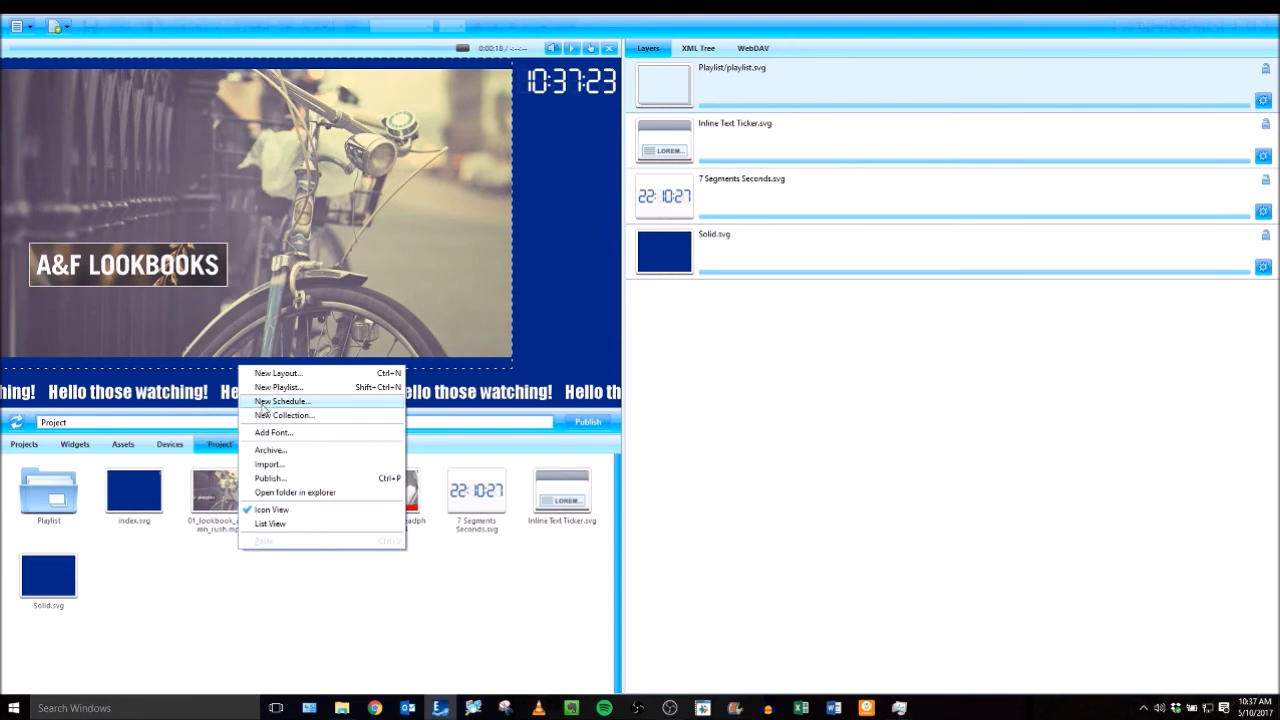 0:00:18 / -:--:--
Layers XML Tree WebDAV
10:37:23
Playlist/playlist.svg
Inline Text Ticker.svg
LOREM...
7 Segments Seconds.svg
22:10:27
Solid.svg
A&F LOOKBOOKS
hing! Hello those watching! He
ello those watching! Hello th
New Layout... Ctrl+N
New Playlist... Shift+Ctrl+N
New Schedule...
New Collection...
Add Font...
Archive...
Import...
Publish... Ctrl+P
Open folder in explorer
Icon View
List View
Paste Ctrl+V
Project
Publish
Projects Widgets Assets Devices 'Project'
Playlist
index.svg
01_lookbook_a
mn_rush.mp
eadph
4
22:10:27
7 Segments
Seconds.svg
LOREM...
Inline Text Ticker.svg
Solid.svg
Search Windows
10:37 AM
5/10/2017